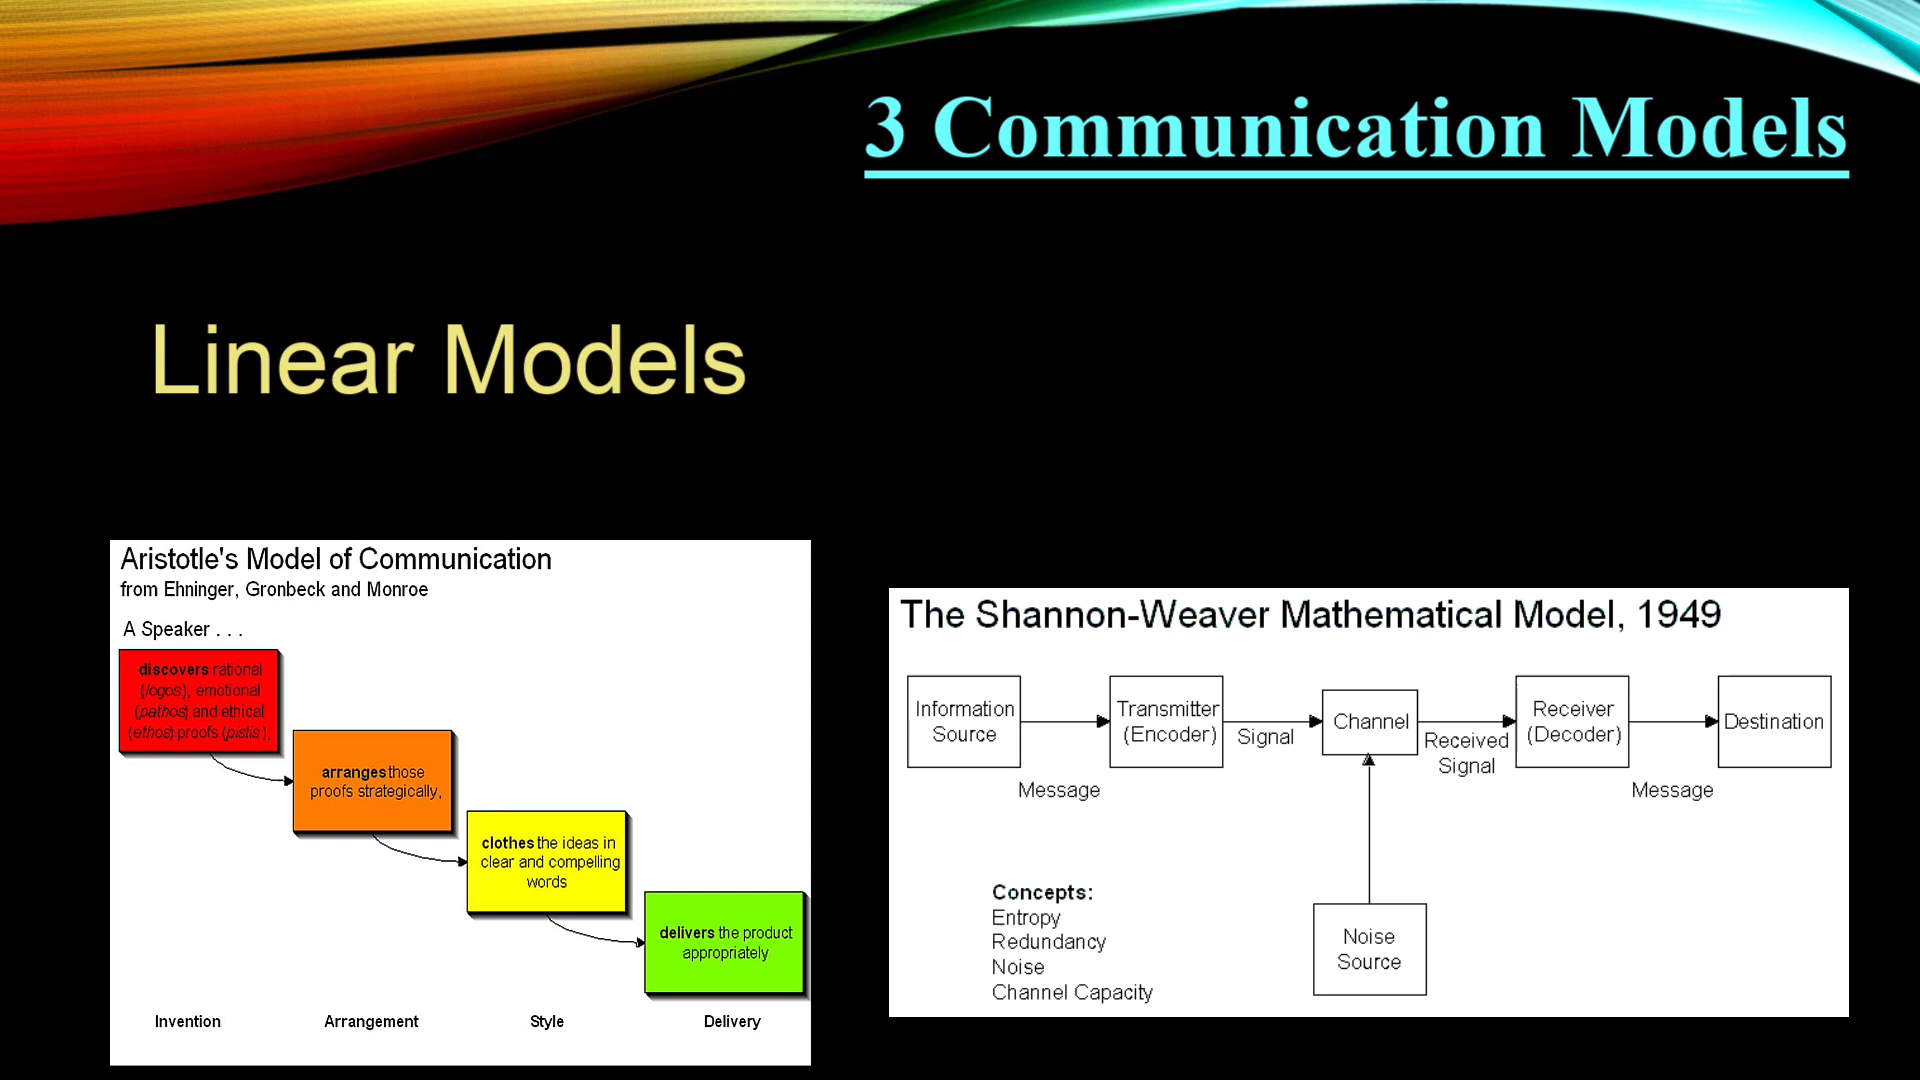 3 Communication Models
Linear Models
Aristotle's Model of Communication
from Ehninger, Gronbeck and Monroe
A Speaker . . .
discovers rational
(logos), emotional
(pathos) and ethical
(ethos) proofs (pistis),
arranges those
proofs strategically,
clothes the ideas in
clear and compelling
words
delivers the product
appropriately
Invention
Arrangement
Style
Delivery
The Shannon-Weaver Mathematical Model, 1949
Information
Source
Message
Transmitter
(Encoder)
Signal
Channel
Received
Signal
Receiver
(Decoder)
Message
Destination
Noise
Source
Concepts:
Entropy
Redundancy
Noise
Channel Capacity